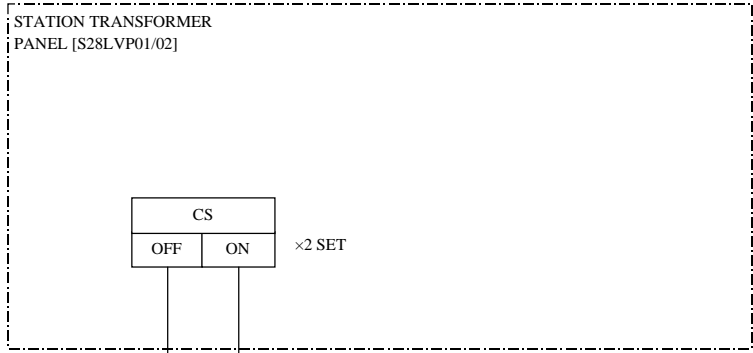 STATION TRANSFORMER
PANEL [S28LVP01/02]
CS
OFF ON ×2 SET